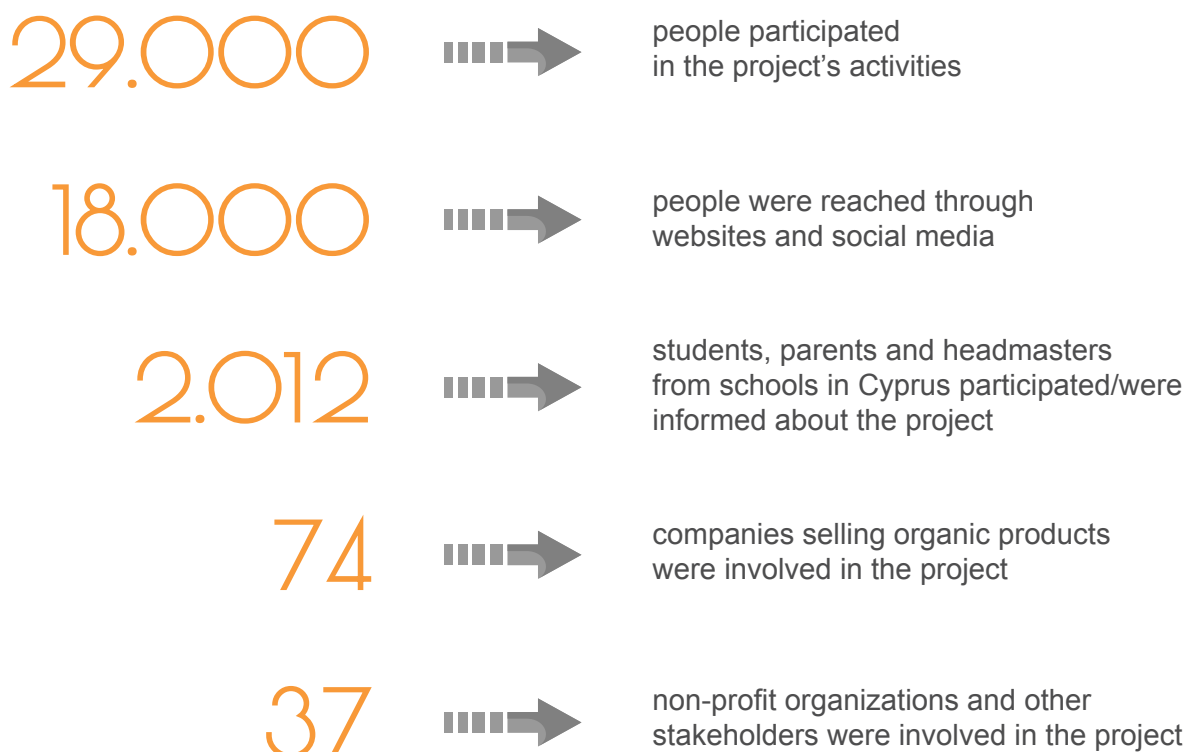 29.000
people participated
in the project’s activities
18.000
people were reached through
websites and social media
2.012
students, parents and headmasters
from schools in Cyprus participated/were
informed about the project
74
companies selling organic products
were involved in the project
37
non-profit organizations and other
stakeholders were involved in the project